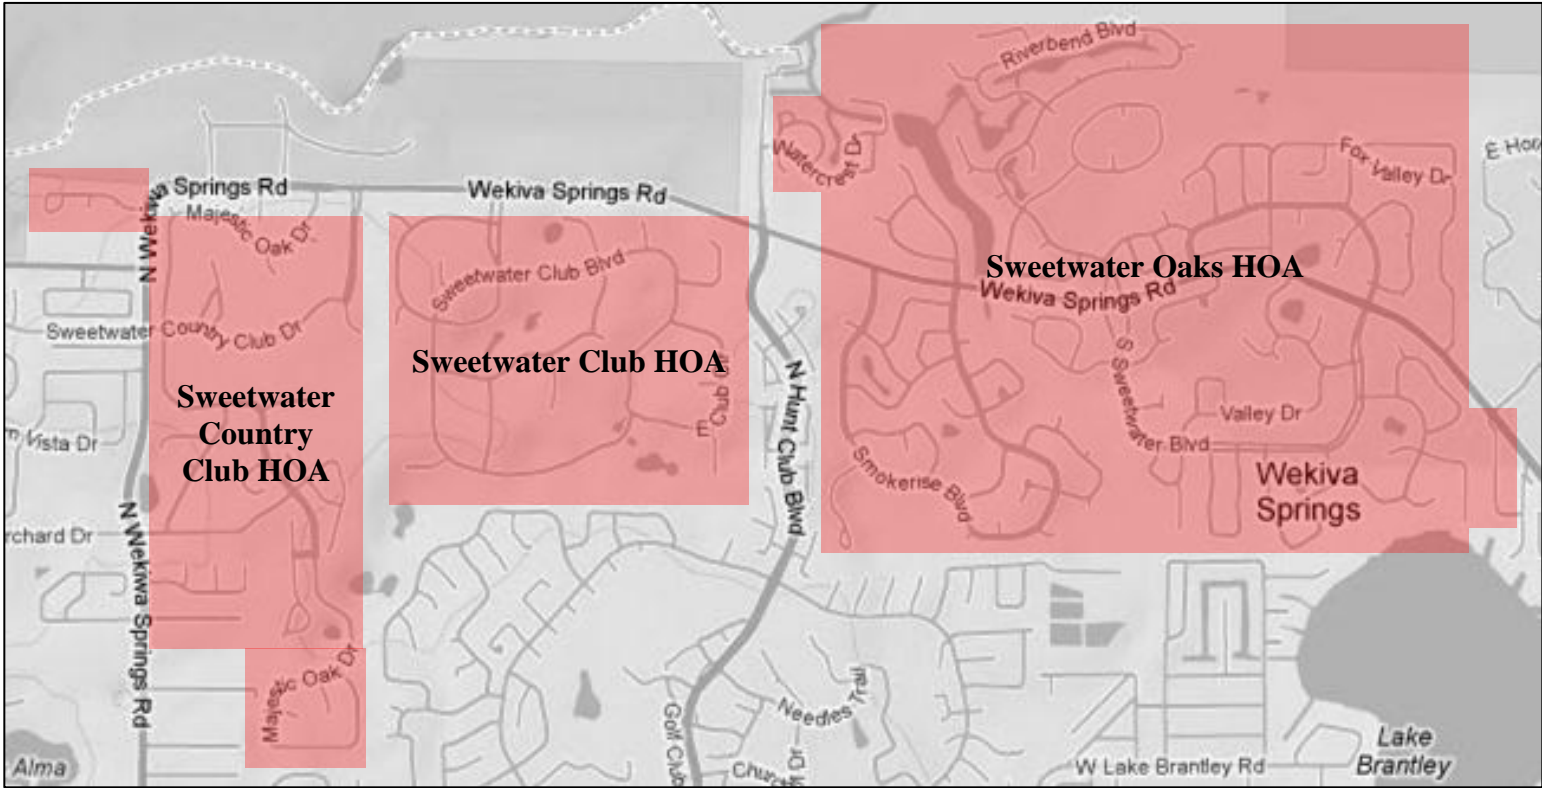 Riverbend Blvd
Watercrest Dr
Fox Valley Dr
E Hoo
Wekiva Springs Rd
N Wekiwa Springs Rd
Majestic Oak Dr
Sweetwater Club Blvd
Sweetwater Oaks HOA
Wekiva Springs Rd
Sweetwater Country Club Dr
Sweetwater Club HOA
Sweetwater
Country
Club HOA
E Club Dr
N Hunt Club Blvd
S Sweetwater Blvd
Valley Dr
Vista Dr
Smokerise Blvd
Wekiva
Springs
rchard Dr
N Wekiwa Springs Rd
Majestic Oak Dr
Needles Trail
Golf Club
Lake
Brantley
W Lake Brantley Rd
Alma